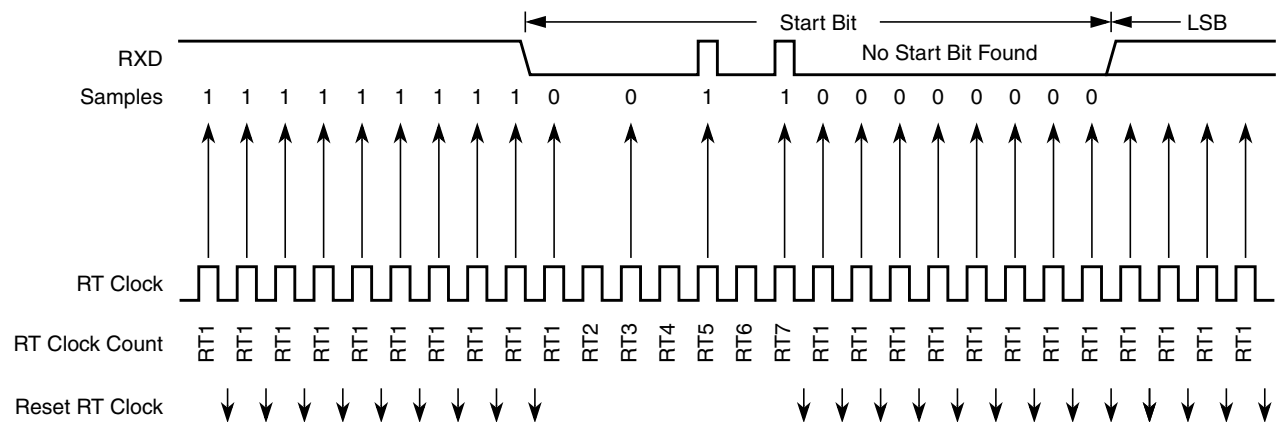 Start Bit LSB
RXD No Start Bit Found
Samples 1 1 1 1 1 1 1 1 1 0 0 1 1 0 0 0 0 0 0 0 0
RT Clock
RT Clock Count RT1 RT1 RT1 RT1 RT1 RT1 RT1 RT1 RT1 RT1 RT2 RT3 RT4 RT5 RT6 RT7 RT1 RT1 RT1 RT1 RT1 RT1 RT1 RT1 RT1 RT1 RT1 RT1
Reset RT Clock